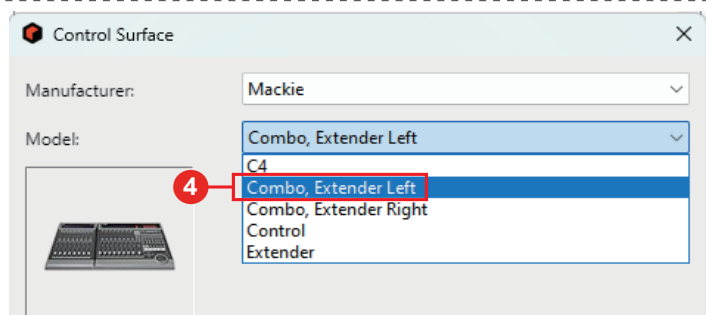 Control Surface
Manufacturer: Mackie
Model: Combo, Extender Left
C4
4 Combo, Extender Left
Combo, Extender Right
Control
Extender